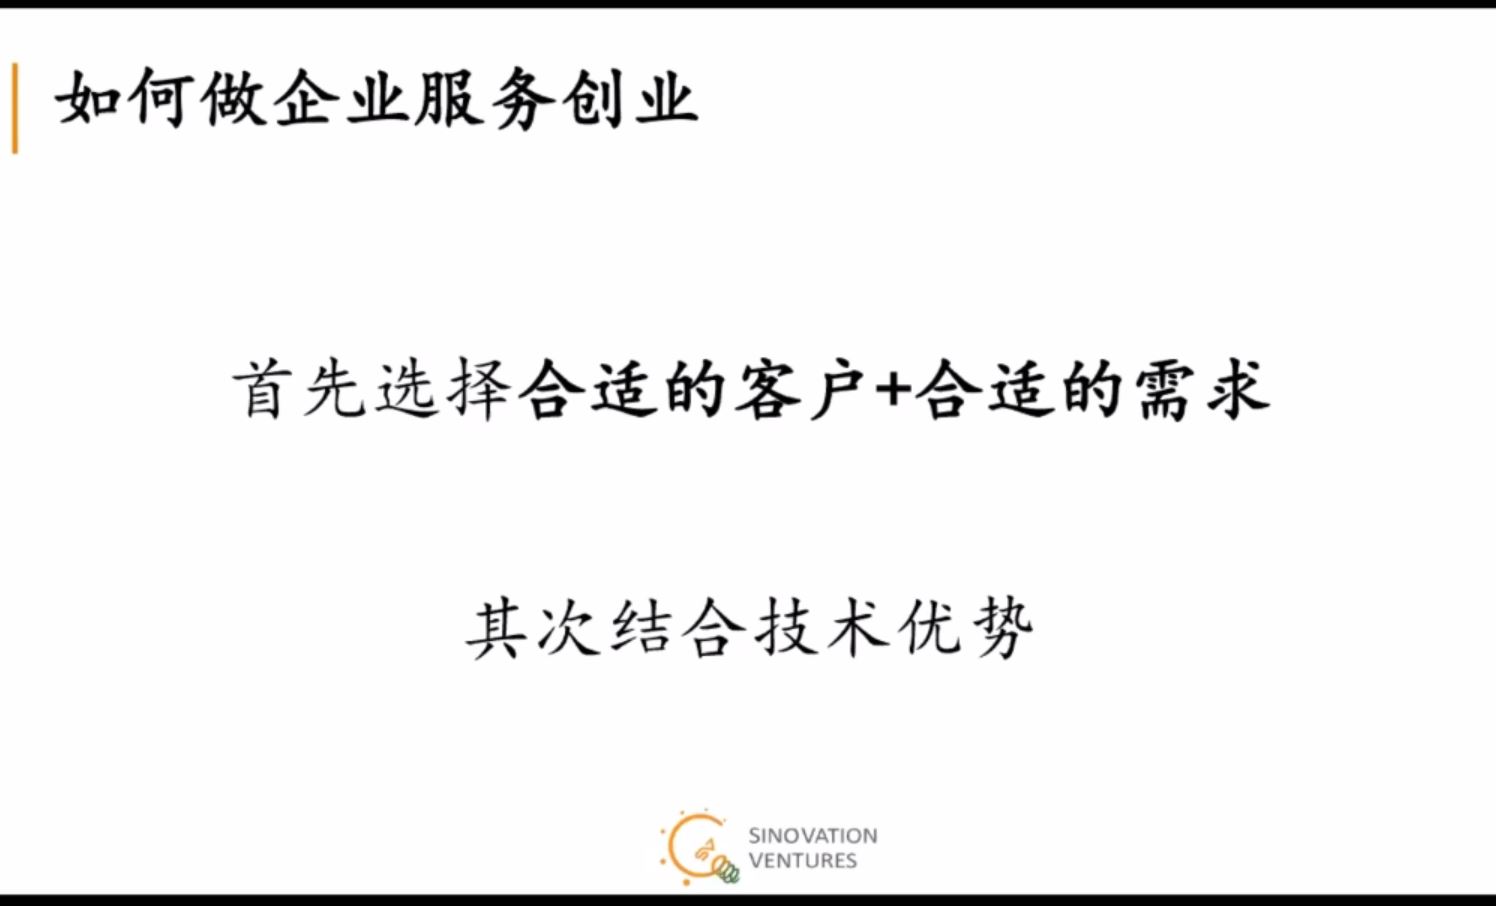 如何做企业服务创业
首先选择合适的客户+合适的需求
其次结合技术优势
SINOVATION
VENTURES